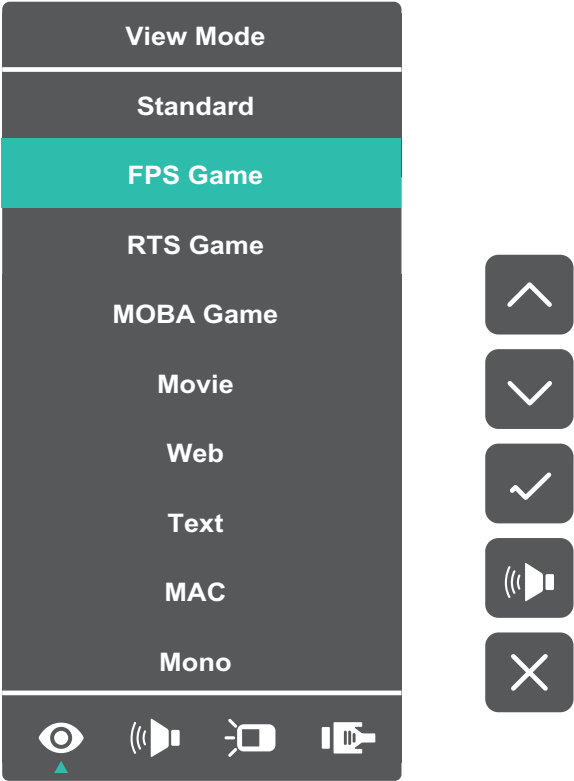 View Mode
Standard
FPS Game
RTS Game
MOBA Game
Movie
Web
Text
MAC
Mono